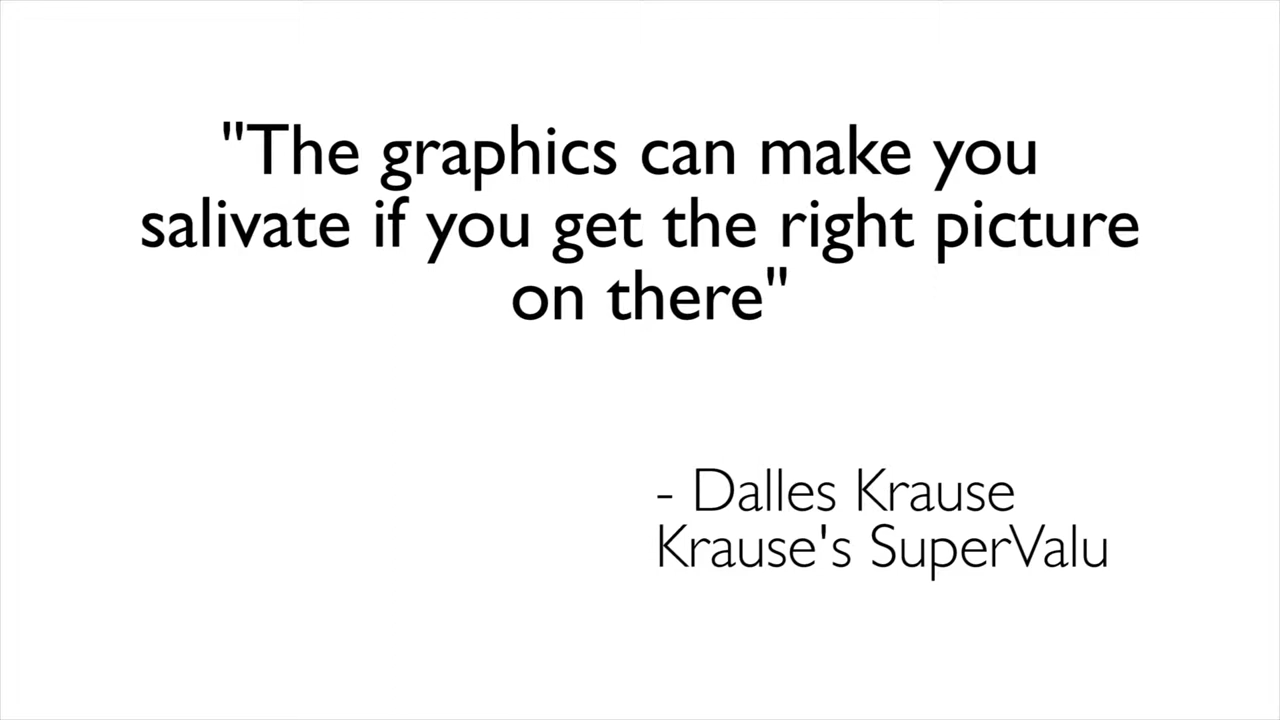 "The graphics can make you
salivate if you get the right picture
on there"
- Dalles Krause
Krause's SuperValu